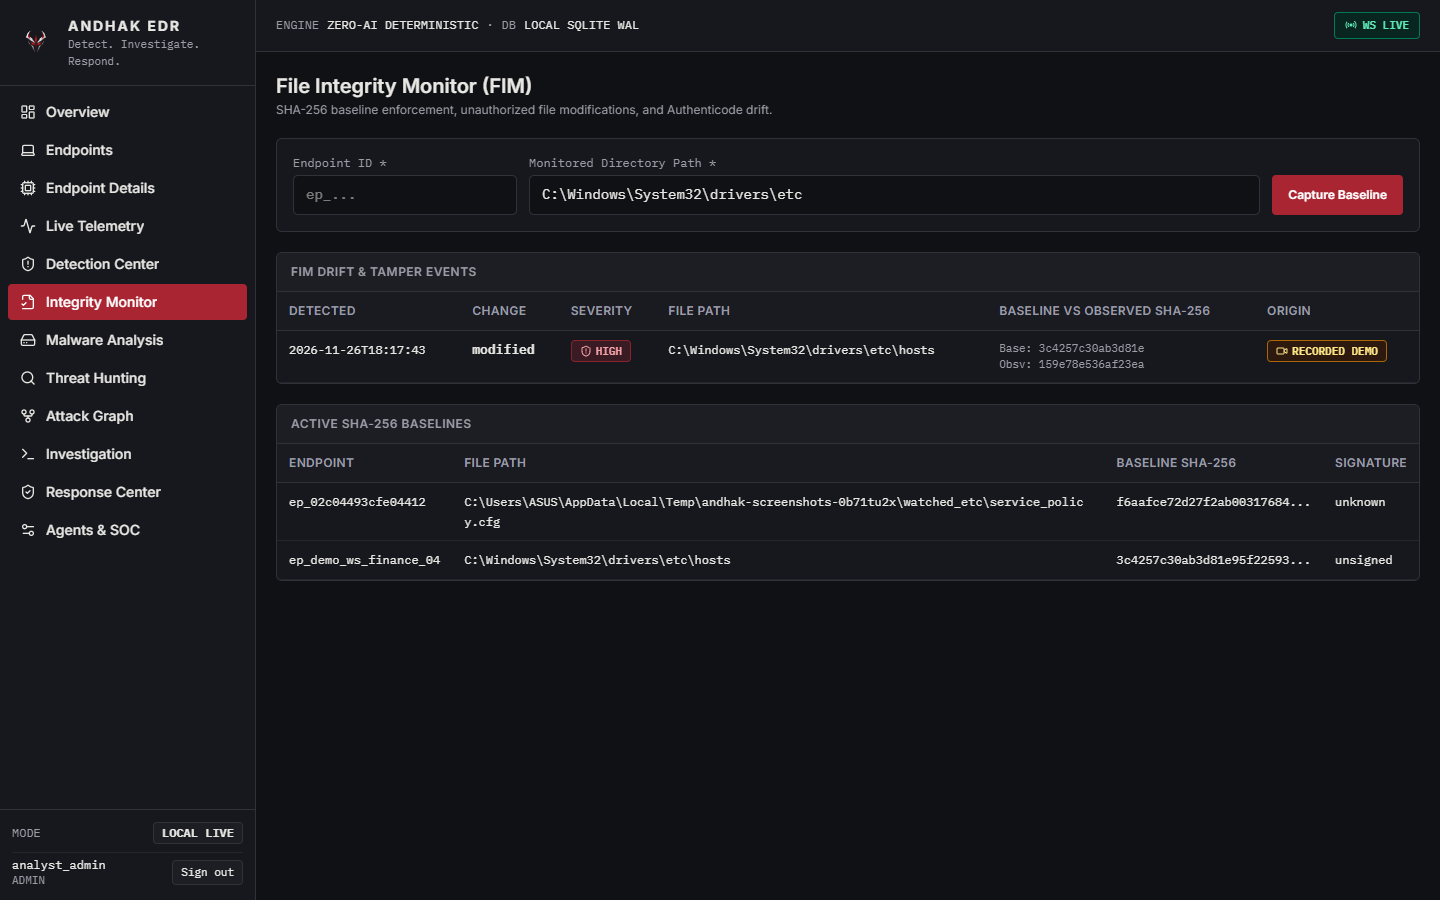 ANDHAK EDR
Detect. Investigate.
Respond.
ENGINE ZERO-AI DETERMINISTIC · DB LOCAL SQLITE WAL
WS LIVE
Overview
Endpoints
Endpoint Details
Live Telemetry
Detection Center
Integrity Monitor
Malware Analysis
Threat Hunting
Attack Graph
Investigation
Response Center
Agents & SOC
MODE LOCAL LIVE
analyst_admin
ADMIN
Sign out
File Integrity Monitor (FIM)
SHA-256 baseline enforcement, unauthorized file modifications, and Authenticode drift.
Endpoint ID * Monitored Directory Path *
ep_... C:\Windows\System32\drivers\etc Capture Baseline
FIM DRIFT & TAMPER EVENTS
DETECTED CHANGE SEVERITY FILE PATH BASELINE VS OBSERVED SHA-256 ORIGIN
2026-11-26T18:17:43 modified HIGH C:\Windows\System32\drivers\etc\hosts Base: 3c4257c30ab3d81e RECORDED DEMO
Obsv: 159e78e536af23ea
ACTIVE SHA-256 BASELINES
ENDPOINT FILE PATH BASELINE SHA-256 SIGNATURE
ep_02c04493cfe04412 C:\Users\ASUS\AppData\Local\Temp\andhak-screenshots-0b71tu2x\watched_etc\service_polic f6aafce72d27f2ab00317684... unknown
y.cfg
ep_demo_ws_finance_04 C:\Windows\System32\drivers\etc\hosts 3c4257c30ab3d81e95f22593... unsigned